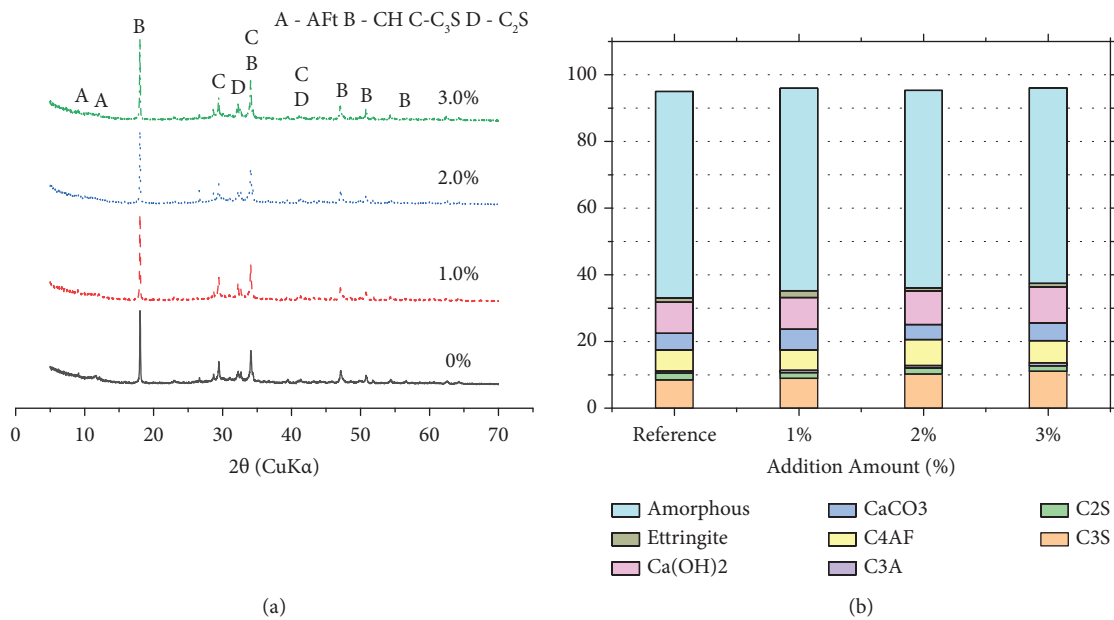 A - AFt B - CH C-C₃S D - C₂S
B
C
B
C
D
C
D
A
A
B
B
B
3.0%
2.0%
1.0%
0%
0
10
20
30
40
50
60
70
2θ (CuKα)
(a)
100
80
60
40
20
0
Reference
1%
2%
3%
Addition Amount (%)
Amorphous
CaCO3
C2S
Ettringite
C4AF
C3S
Ca(OH)2
C3A
(b)